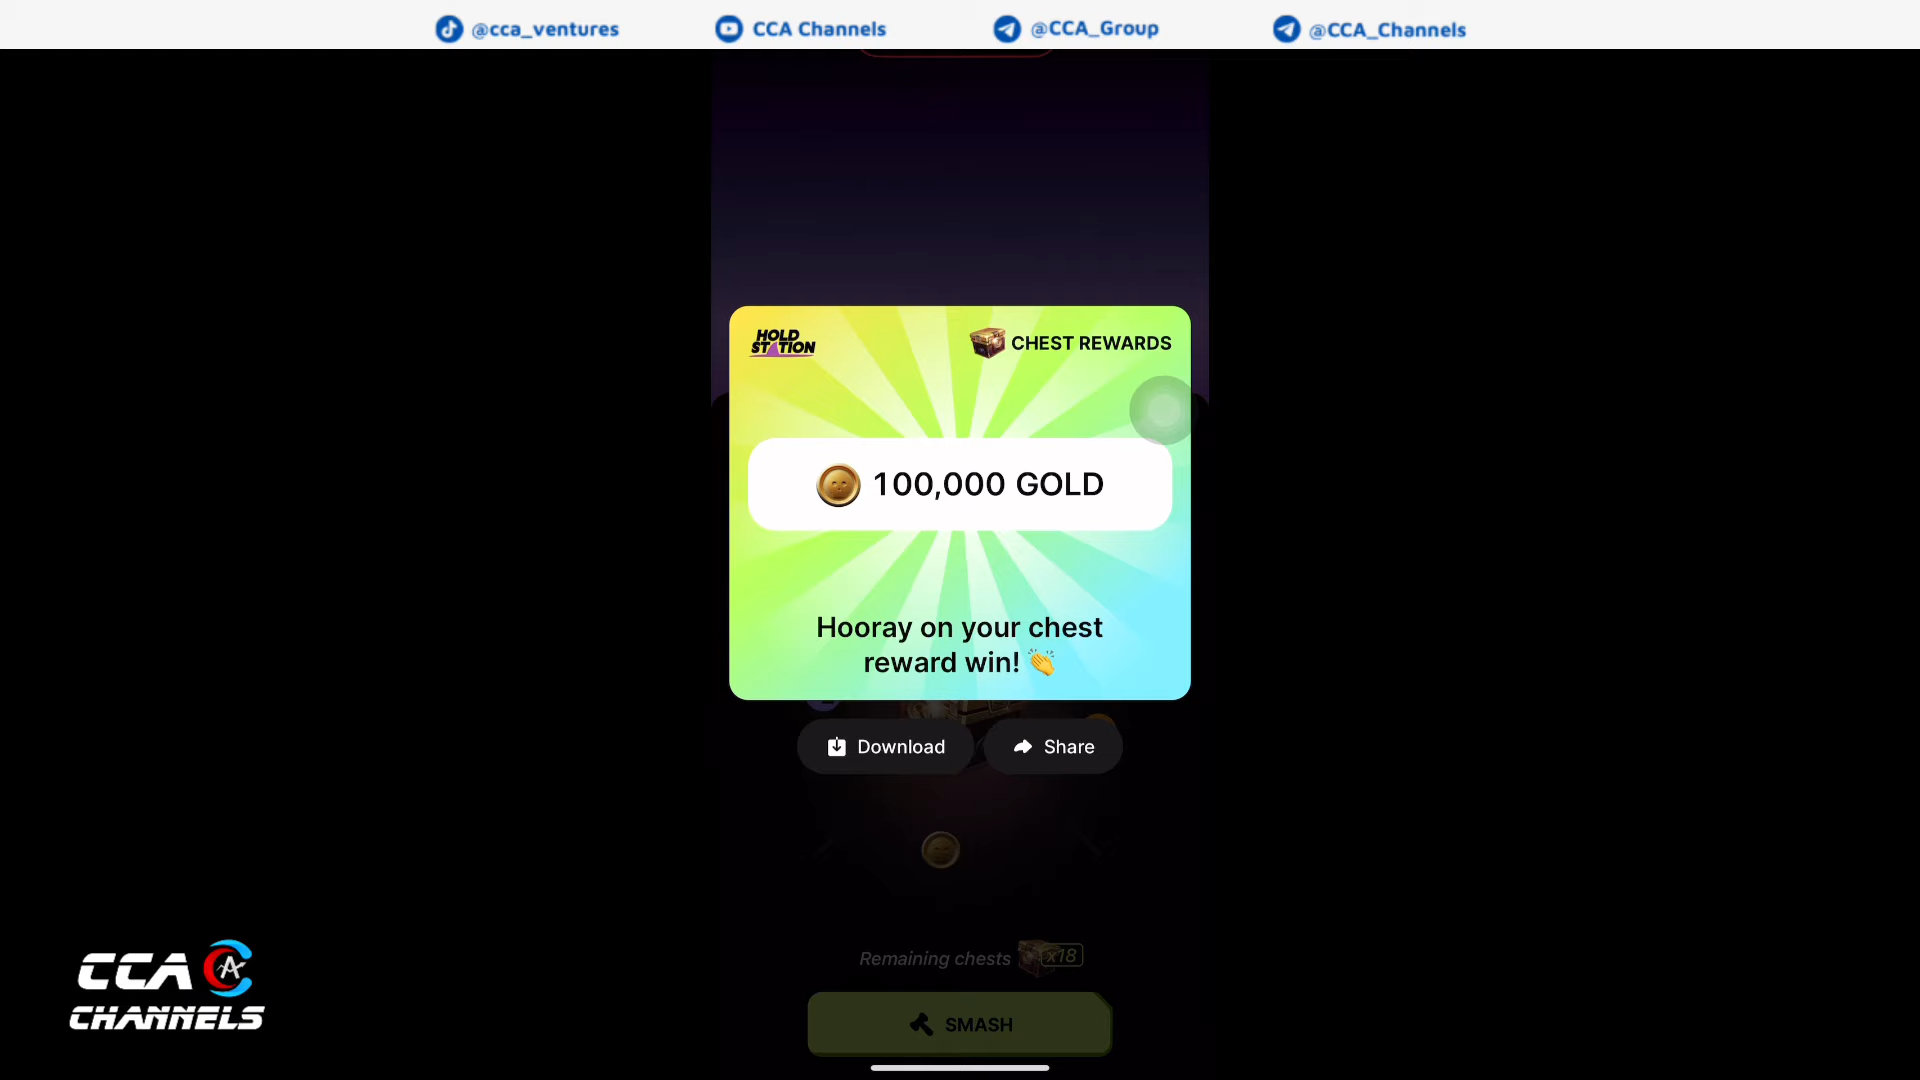 @cca_ventures
CCA Channels
@CCA_Group
@CCA_Channels
HOLD
STATION
CHEST REWARDS
100,000 GOLD
Hooray on your chest
reward win! 👏
Download
Share
Remaining chests x18
SMASH
CCA
CHANNELS